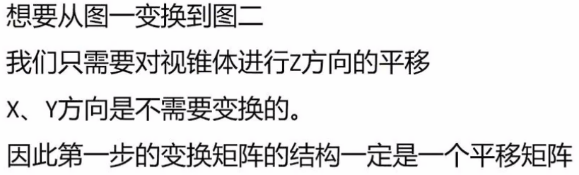 想要从图一变换到图二
我们只需要对视锥体进行Z方向的平移
X、Y方向是不需要变换的。
因此第一步的变换矩阵的结构一定是一个平移矩阵